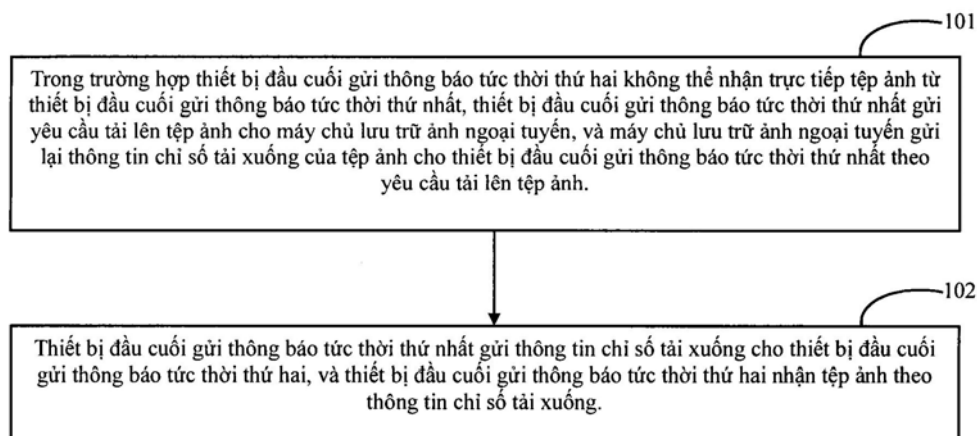 101
Trong trường hợp thiết bị đầu cuối gửi thông báo tức thời thứ hai không thể nhận trực tiếp tệp ảnh từ
thiết bị đầu cuối gửi thông báo tức thời thứ nhất, thiết bị đầu cuối gửi thông báo tức thời thứ nhất gửi
yêu cầu tải lên tệp ảnh cho máy chủ lưu trữ ảnh ngoại tuyến, và máy chủ lưu trữ ảnh ngoại tuyến gửi
lại thông tin chỉ số tải xuống của tệp ảnh cho thiết bị đầu cuối gửi thông báo tức thời thứ nhất theo
yêu cầu tải lên tệp ảnh.
102
Thiết bị đầu cuối gửi thông báo tức thời thứ nhất gửi thông tin chỉ số tải xuống cho thiết bị đầu cuối
gửi thông báo tức thời thứ hai, và thiết bị đầu cuối gửi thông báo tức thời thứ hai nhận tệp ảnh theo
thông tin chỉ số tải xuống.